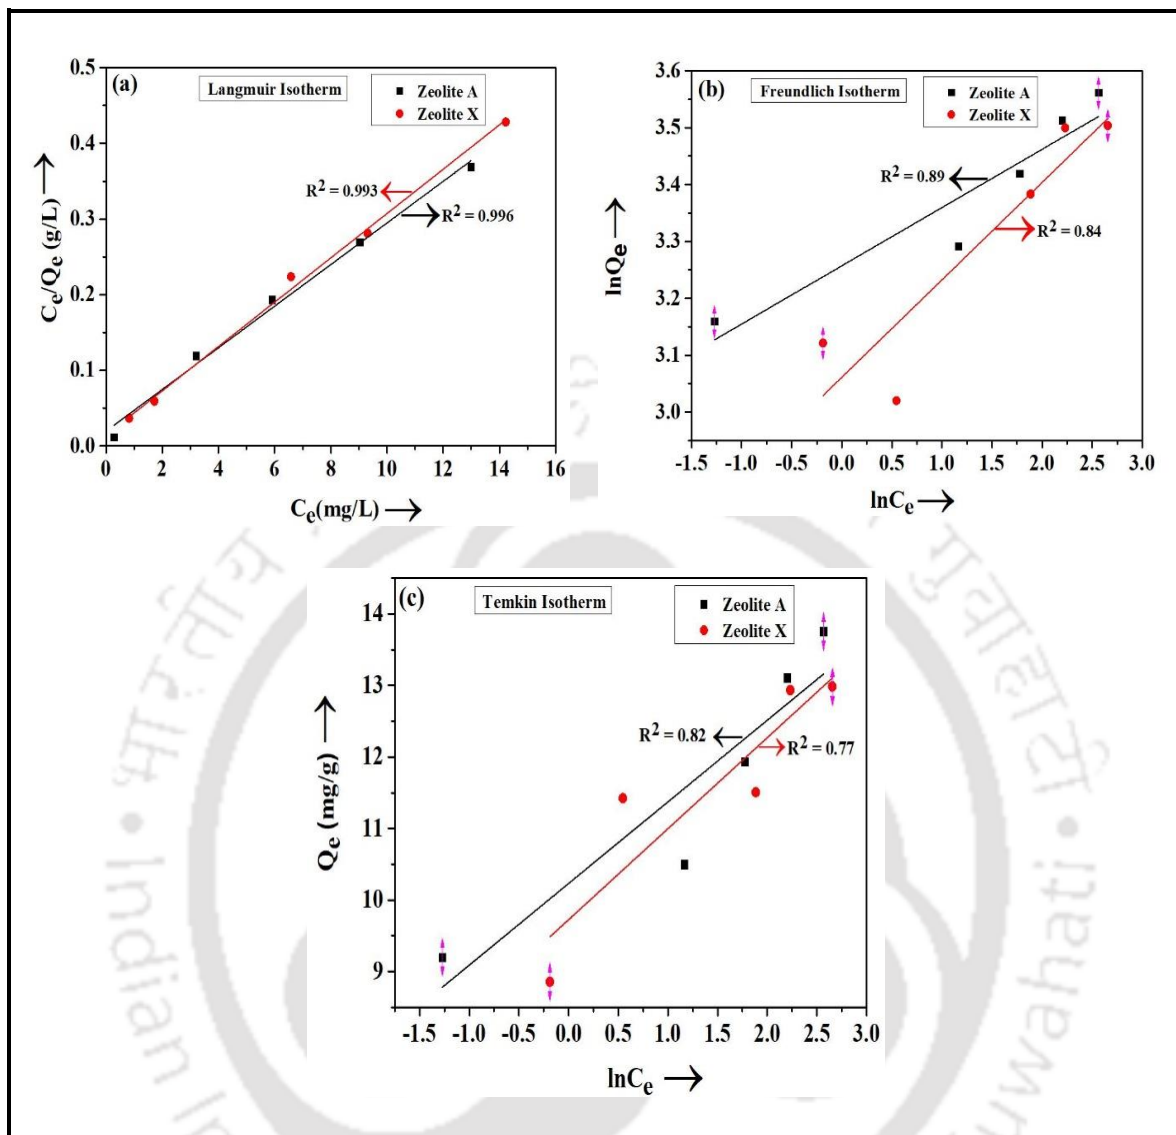 (a)
Langmuir Isotherm
Zeolite A
Zeolite X
R² = 0.993
R² = 0.996
Cₑ/Qₑ (g/L)
0.5
0.4
0.3
0.2
0.1
0.0
0 2 4 6 8 10 12 14 16
Cₑ(mg/L)
(b)
Freundlich Isotherm
Zeolite A
Zeolite X
R² = 0.89
R² = 0.84
lnQₑ
3.6
3.5
3.4
3.3
3.2
3.1
3.0
-1.5 -1.0 -0.5 0.0 0.5 1.0 1.5 2.0 2.5 3.0
lnCₑ
(c)
Temkin Isotherm
Zeolite A
Zeolite X
R² = 0.82
R² = 0.77
Qₑ (mg/g)
14
13
12
11
10
9
-1.5 -1.0 -0.5 0.0 0.5 1.0 1.5 2.0 2.5 3.0
lnCₑ
भारतीय
गुवाहाटी
Indian In
uwahati